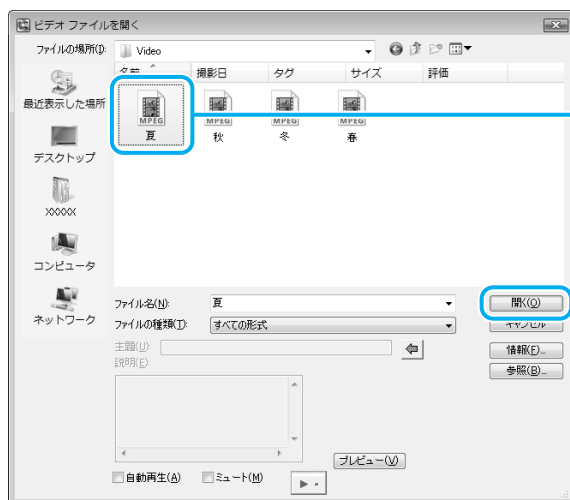 ビデオ ファイルを開く
ファイルの場所(I):
Video
名前 撮影日 タグ サイズ 評価
最近表示した場所
デスクトップ
XXXXX
コンピュータ
ネットワーク
MPEG MPEG MPEG MPEG
夏 秋 冬 春
ファイル名(N): 夏 開く(O)
ファイルの種類(T): すべての形式 キャンセル
主題(U): 情報(F)...
説明(E): 参照(B)...
プレビュー(V)
自動再生(A) ミュート(M)